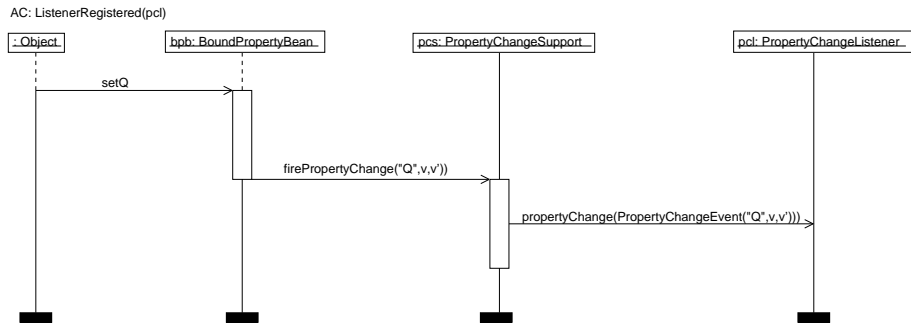 AC: ListenerRegistered(pcl)
: Object
bpb: BoundPropertyBean
pcs: PropertyChangeSupport
pcl: PropertyChangeListener
setQ
firePropertyChange("Q",v,v'))
propertyChange(PropertyChangeEvent("Q",v,v')))